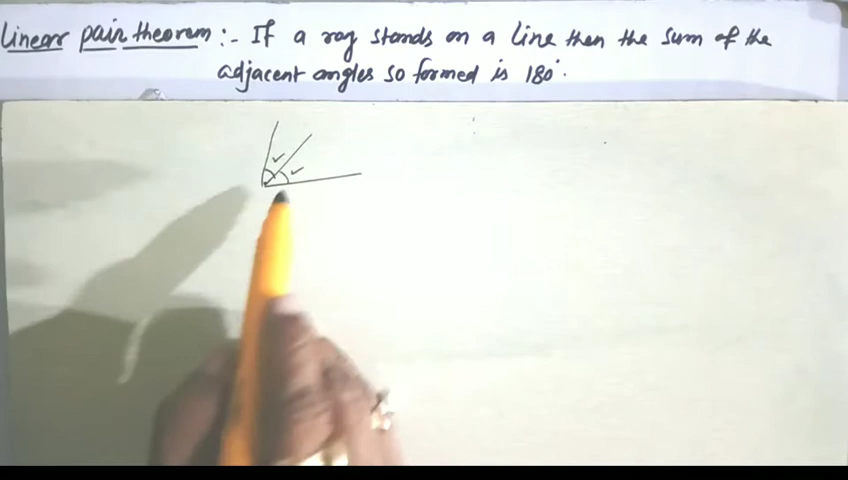 linear pair theorem :- If a ray stands on a line then the sum of the
adjacent angles so formed is 180°.